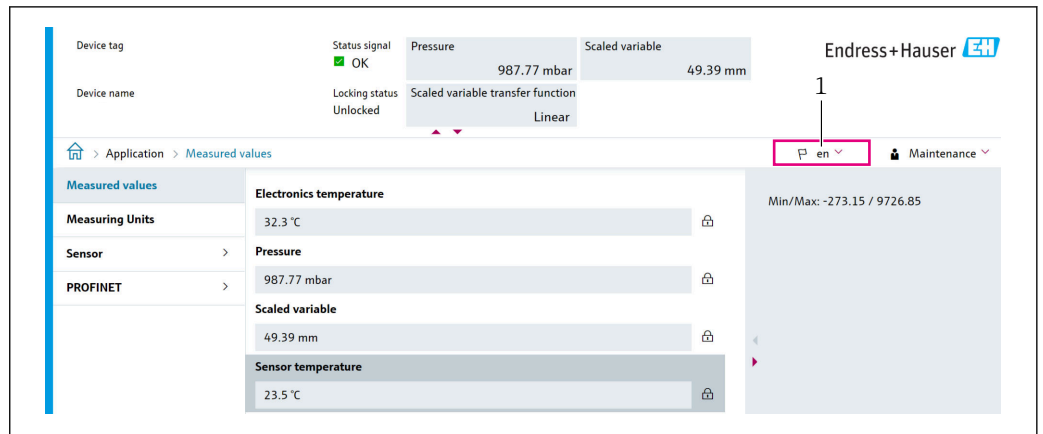 Device tag
Status signal
OK
Pressure
987.77 mbar
Scaled variable
49.39 mm
Endress+Hauser EH
Device name
Locking status
Unlocked
Scaled variable transfer function
Linear
1
> Application > Measured values
en
Maintenance
Measured values
Measuring Units
Sensor >
PROFINET >
Electronics temperature
32.3 °C
Pressure
987.77 mbar
Scaled variable
49.39 mm
Sensor temperature
23.5 °C
Min/Max: -273.15 / 9726.85